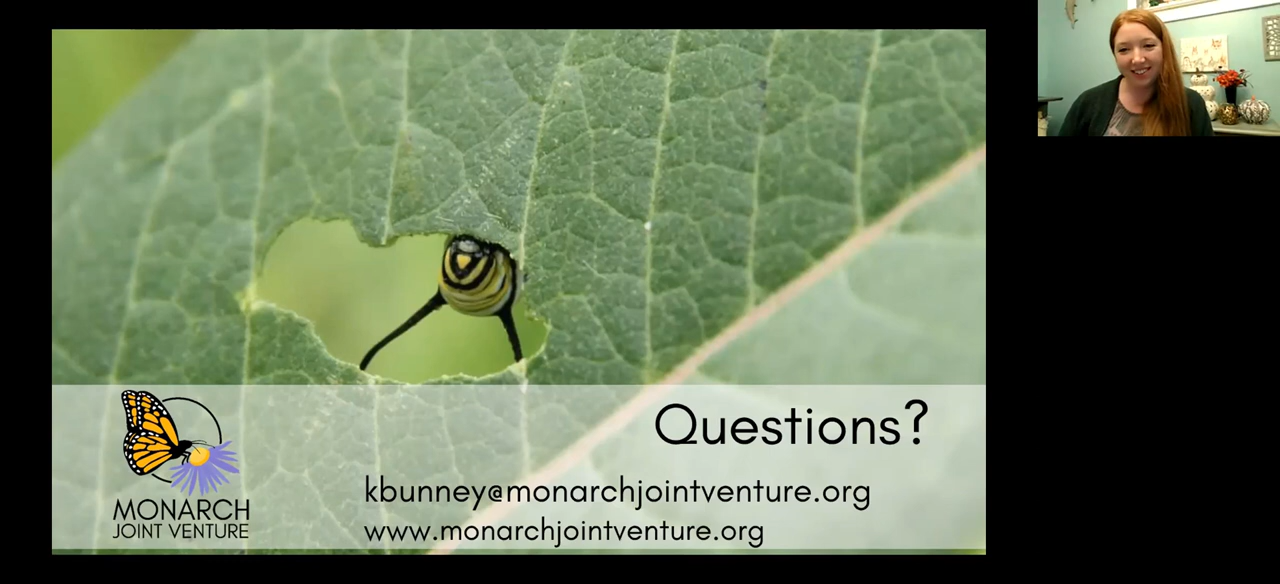 Questions?
kbunney@monarchjointventure.org
www.monarchjointventure.org
MONARCH
JOINT VENTURE